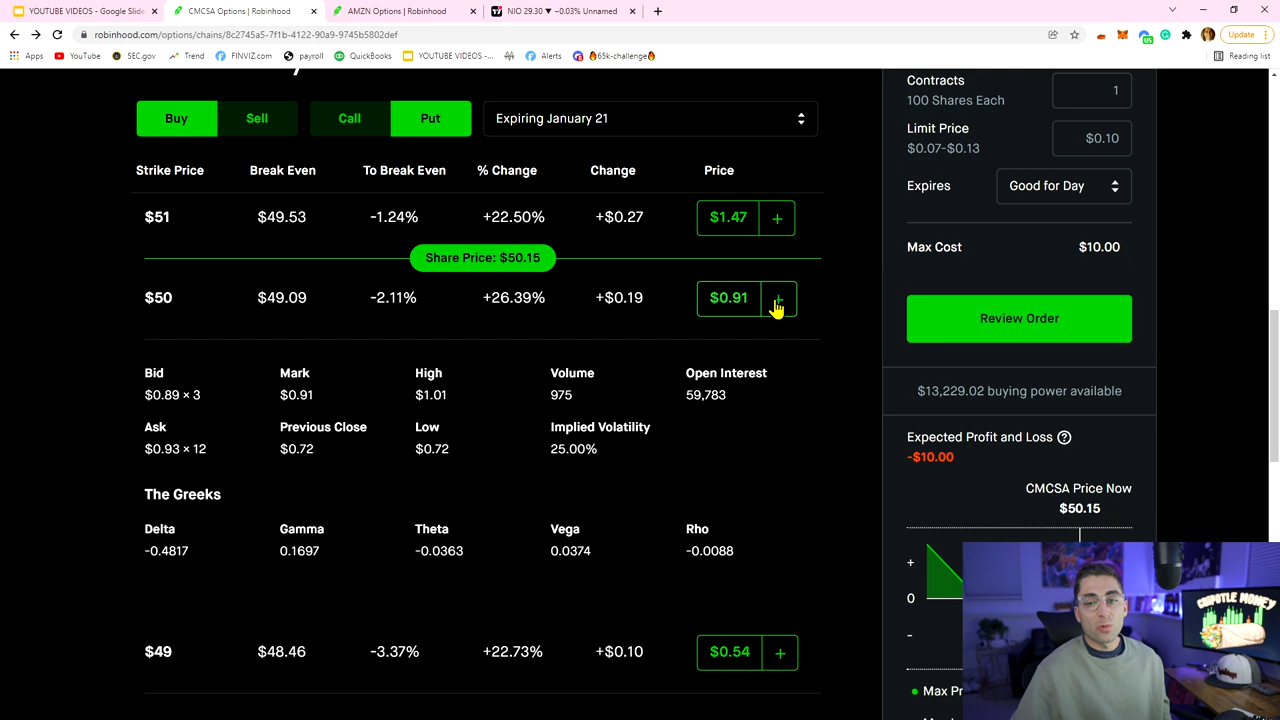 YOUTUBE VIDEOS - Google Slide
CMCSA Options | Robinhood
AMZN Options | Robinhood
NIO 29.30 ▼ −0.03% Unnamed
robinhood.com/options/chains/8c2745a5-7f1b-4122-90a9-9745b5802def
Update
Apps
YouTube
SEC.gov
Trend
FINVIZ.com
payroll
QuickBooks
YOUTUBE VIDEOS -...
Alerts
🔥65k-challenge🔥
Reading list
Buy
Sell
Call
Put
Expiring January 21
Strike Price Break Even To Break Even % Change Change Price
$51 $49.53 -1.24% +22.50% +$0.27 $1.47 +
Share Price: $50.15
$50 $49.09 -2.11% +26.39% +$0.19 $0.91 +
Bid Mark High Volume Open Interest
$0.89 × 3 $0.91 $1.01 975 59,783
Ask Previous Close Low Implied Volatility
$0.93 × 12 $0.72 $0.72 25.00%
The Greeks
Delta Gamma Theta Vega Rho
-0.4817 0.1697 -0.0363 0.0374 -0.0088
$49 $48.46 -3.37% +22.73% +$0.10 $0.54 +
Contracts
100 Shares Each
1
Limit Price
$0.07-$0.13
$0.10
Expires
Good for Day
Max Cost $10.00
Review Order
$13,229.02 buying power available
Expected Profit and Loss ?
-$10.00
CMCSA Price Now
$50.15
+
0
-
Max Pr
CHIPOTLE MONEY